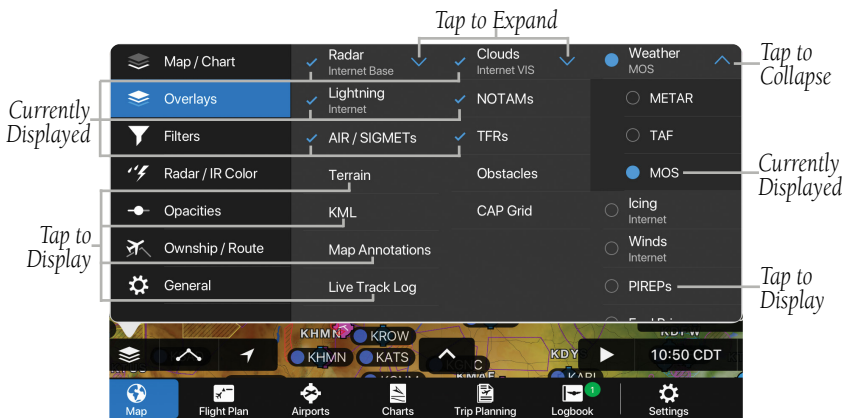 Tap to Expand
Map / Chart
Radar
Internet Base
Clouds
Internet VIS
Weather
MOS
Tap to
Collapse
Currently
Displayed
Overlays
Lightning
Internet
NOTAMs
METAR
Filters
AIR / SIGMETs
TFRs
TAF
Radar / IR Color
Terrain
Obstacles
MOS
Currently
Displayed
Opacities
KML
CAP Grid
Icing
Internet
Tap to
Display
Ownship / Route
Map Annotations
Winds
Internet
General
Live Track Log
PIREPs
Tap to
Display
KHMN
KROW
KHMN
KATS
KDY
10:50 CDT
Map
Flight Plan
Airports
Charts
Trip Planning
Logbook
1
Settings